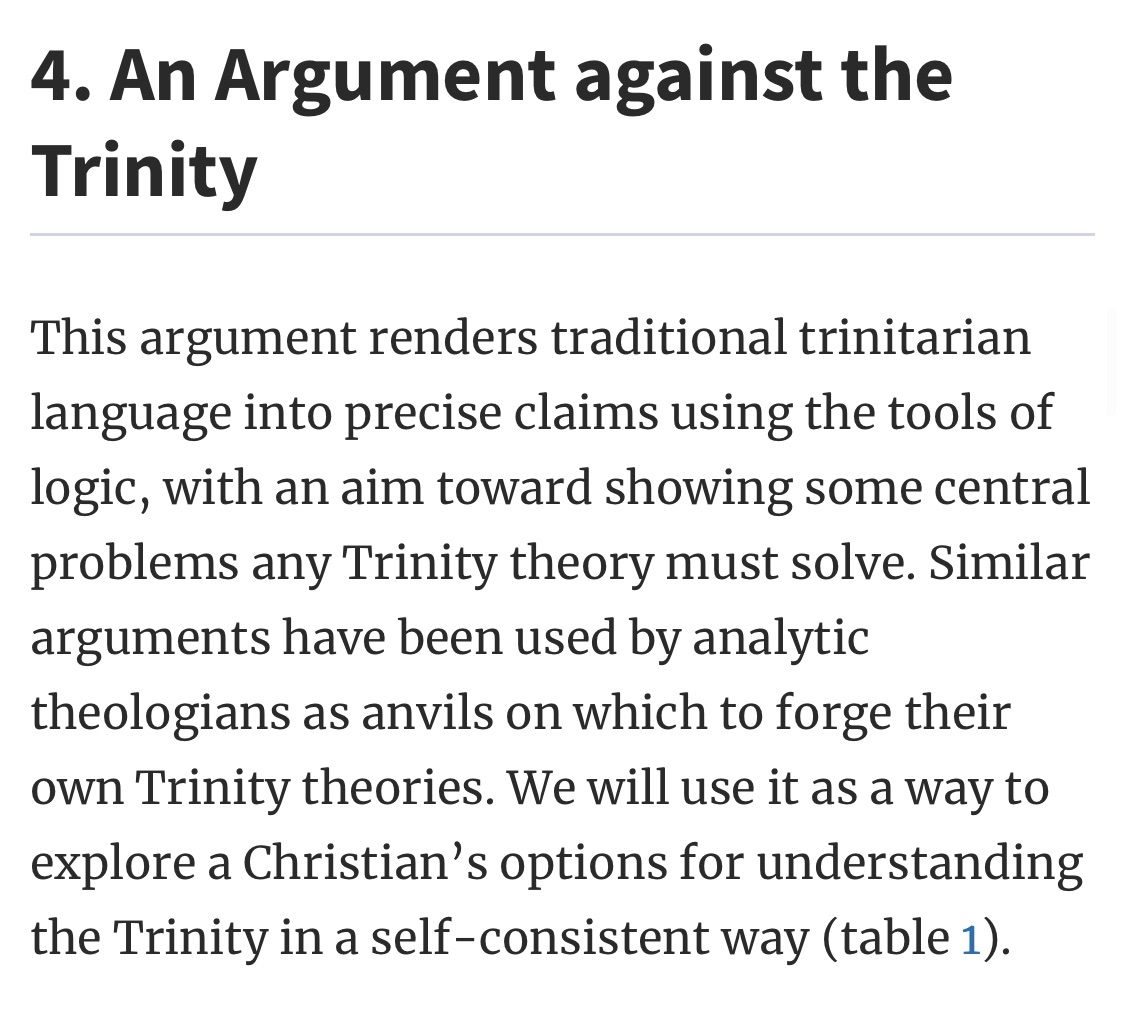 4. An Argument against the
Trinity
This argument renders traditional trinitarian
language into precise claims using the tools of
logic, with an aim toward showing some central
problems any Trinity theory must solve. Similar
arguments have been used by analytic
theologians as anvils on which to forge their
own Trinity theories. We will use it as a way to
explore a Christian’s options for understanding
the Trinity in a self-consistent way (table 1).